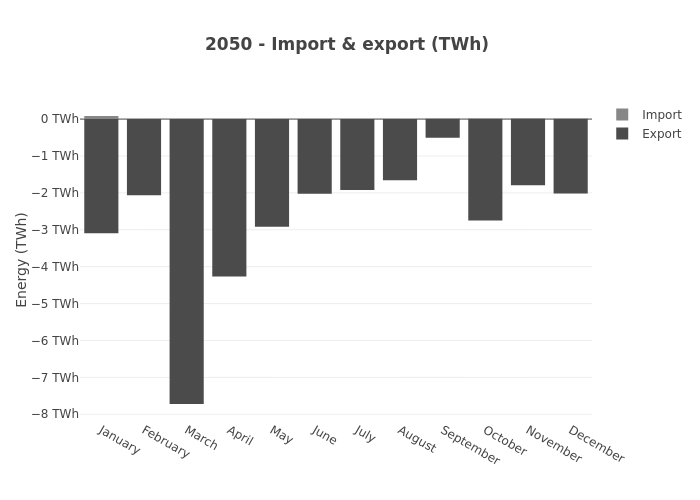 2050 - Import & export (TWh)
Import
Export
Energy (TWh)
0 TWh
−1 TWh
−2 TWh
−3 TWh
−4 TWh
−5 TWh
−6 TWh
−7 TWh
−8 TWh
January
February
March
April
May
June
July
August
September
October
November
December